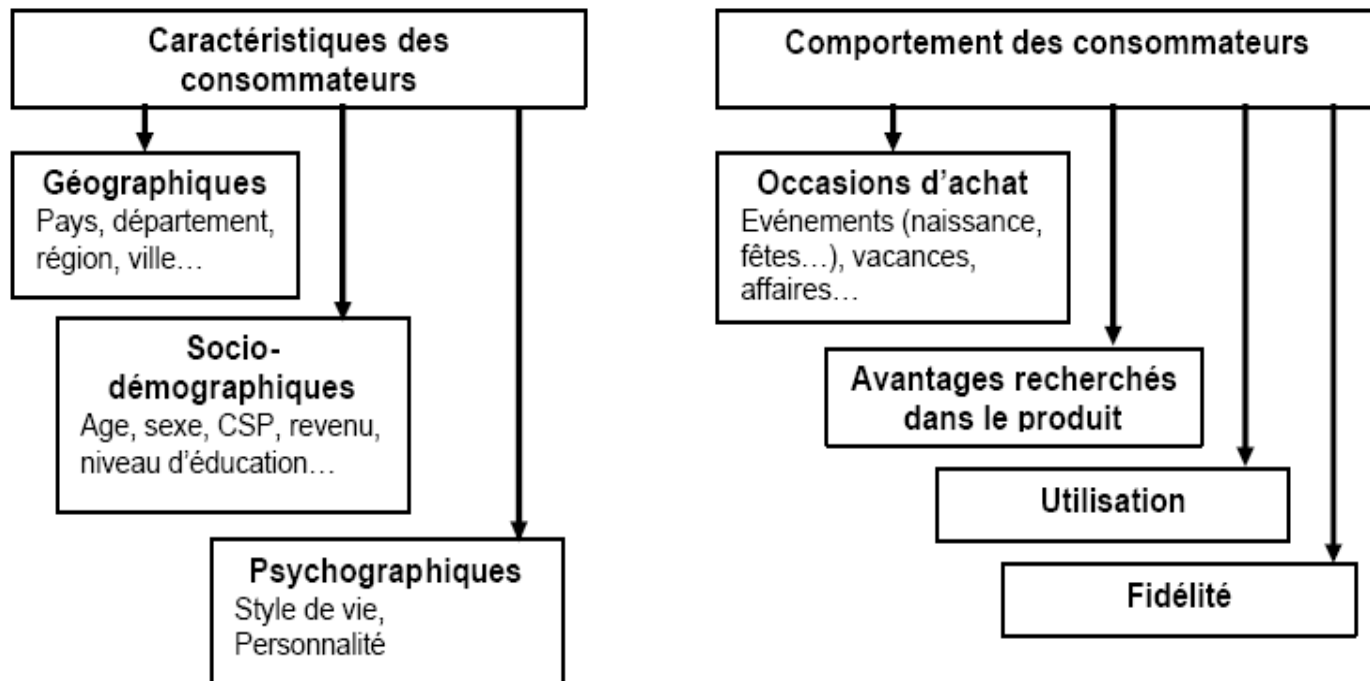 Caractéristiques des
consommateurs
Géographiques
Pays, département,
région, ville…
Socio-
démographiques
Age, sexe, CSP, revenu,
niveau d'éducation…
Psychographiques
Style de vie,
Personnalité
Comportement des consommateurs
Occasions d'achat
Evénements (naissance,
fêtes…), vacances,
affaires…
Avantages recherchés
dans le produit
Utilisation
Fidélité